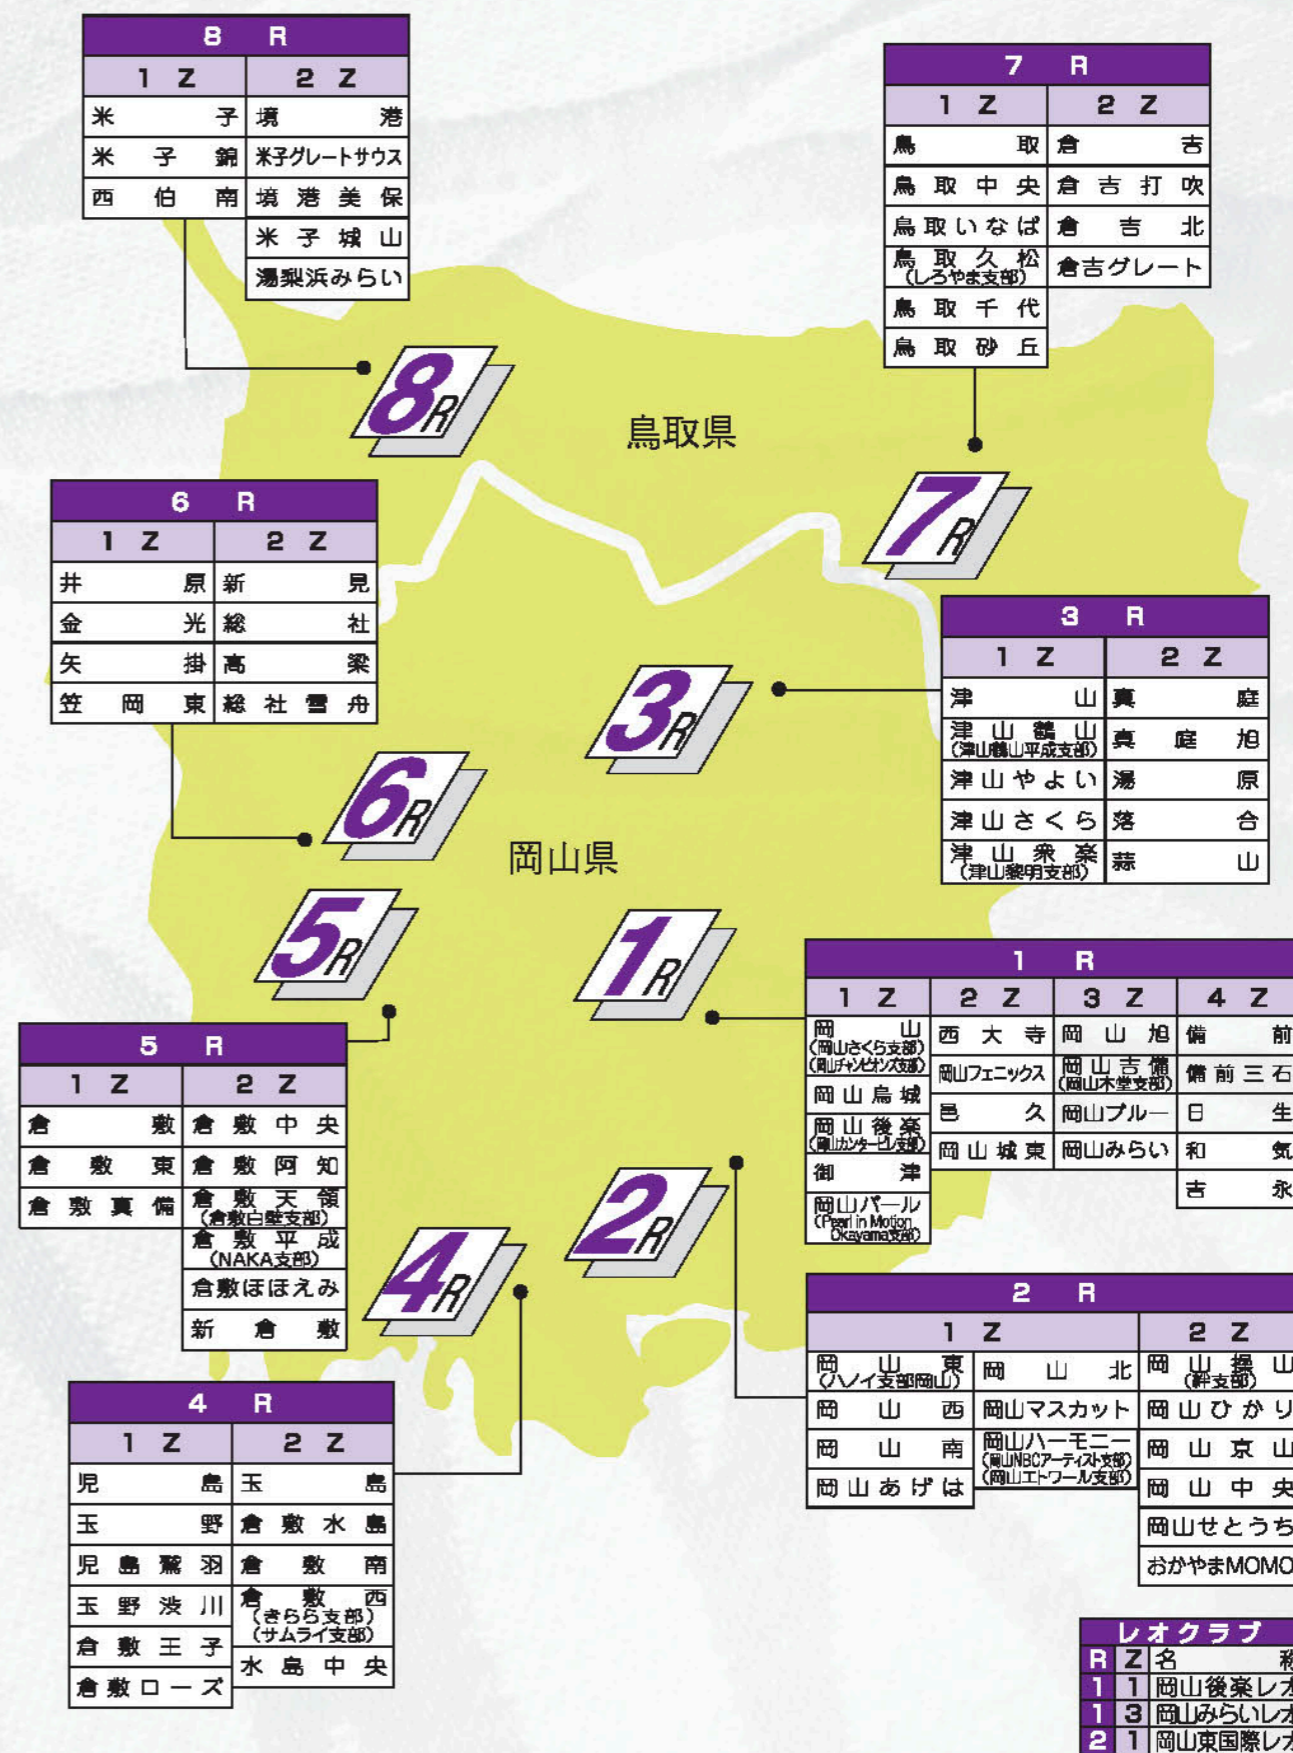 8 R
1 Z 2 Z
米子 境港
米子錦 米子グレートサウス
西伯南 境港美保
米子城山
湯梨浜みらい
7 R
1 Z 2 Z
鳥取 倉吉
鳥取中央 倉吉打吹
鳥取いなば 倉吉北
鳥取久松 倉吉グレート
(しろやま支部)
鳥取千代
鳥取砂丘
8R
鳥取県
7R
6 R
1 Z 2 Z
井原 新見
金光 総社
矢掛 高梁
笠岡東 総社雪舟
3 R
1 Z 2 Z
津山 真庭
津山鶴山 真庭旭
(津山鶴山平成支部)
津山やよい 湯原
津山さくら 落合
津山衆楽 蒜山
(津山黎明支部)
3R
6R
岡山県
5R
1R
1 R
1 Z 2 Z 3 Z 4 Z
岡山 西大寺 岡山旭 備前
(岡山さくら支部)
(岡山チャンピオンズ支部)
岡山フェニックス 岡山吉備 備前三石
(岡山木堂支部)
岡山烏城 邑久 岡山ブルー 日生
岡山後楽 岡山城東 岡山みらい 和気
(岡山カンタービレ支部)
御津 吉永
岡山パール
(Pearl in Motion
Okayama支部)
5 R
1 Z 2 Z
倉敷 倉敷中央
倉敷東 倉敷阿知
倉敷真備 倉敷天領
(倉敷白壁支部)
倉敷平成
(NAKA支部)
倉敷ほほえみ
新倉敷
2R
4R
2 R
1 Z 2 Z
岡山東 岡山北 岡山操山
(ハノイ支部岡山) (絆支部)
岡山西 岡山マスカット 岡山ひかり
岡山南 岡山ハーモニー 岡山京山
(岡山NBCアーティスト支部)
(岡山エトワール支部)
岡山あげは 岡山中央
岡山せとうち
おかやまMOMO
4 R
1 Z 2 Z
児島 玉島
玉野 倉敷水島
児島鷲羽 倉敷南
玉野渋川 倉敷西
(きらら支部)
(サムライ支部)
倉敷王子 水島中央
倉敷ローズ
レオクラブ
R Z 名称
1 1 岡山後楽レオ
1 3 岡山みらいレオ
2 1 岡山東国際レオ